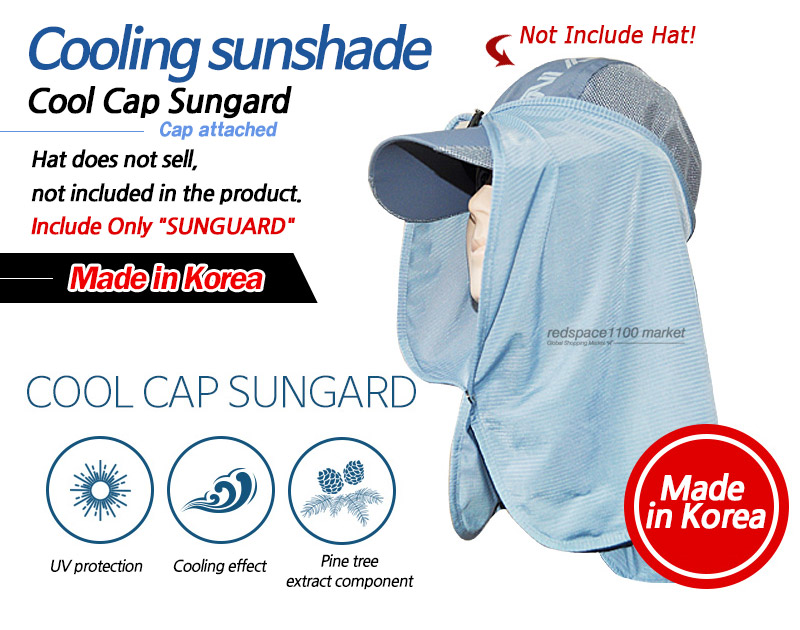 Cooling sunshade
Not Include Hat!
Cool Cap Sungard
Cap attached
Hat does not sell,
not included in the product.
Include Only "SUNGUARD"
Made in Korea
redspace1100 market
Global Shopping Market
COOL CAP SUNGARD
UV protection
Cooling effect
Pine tree
extract component
Made
in Korea